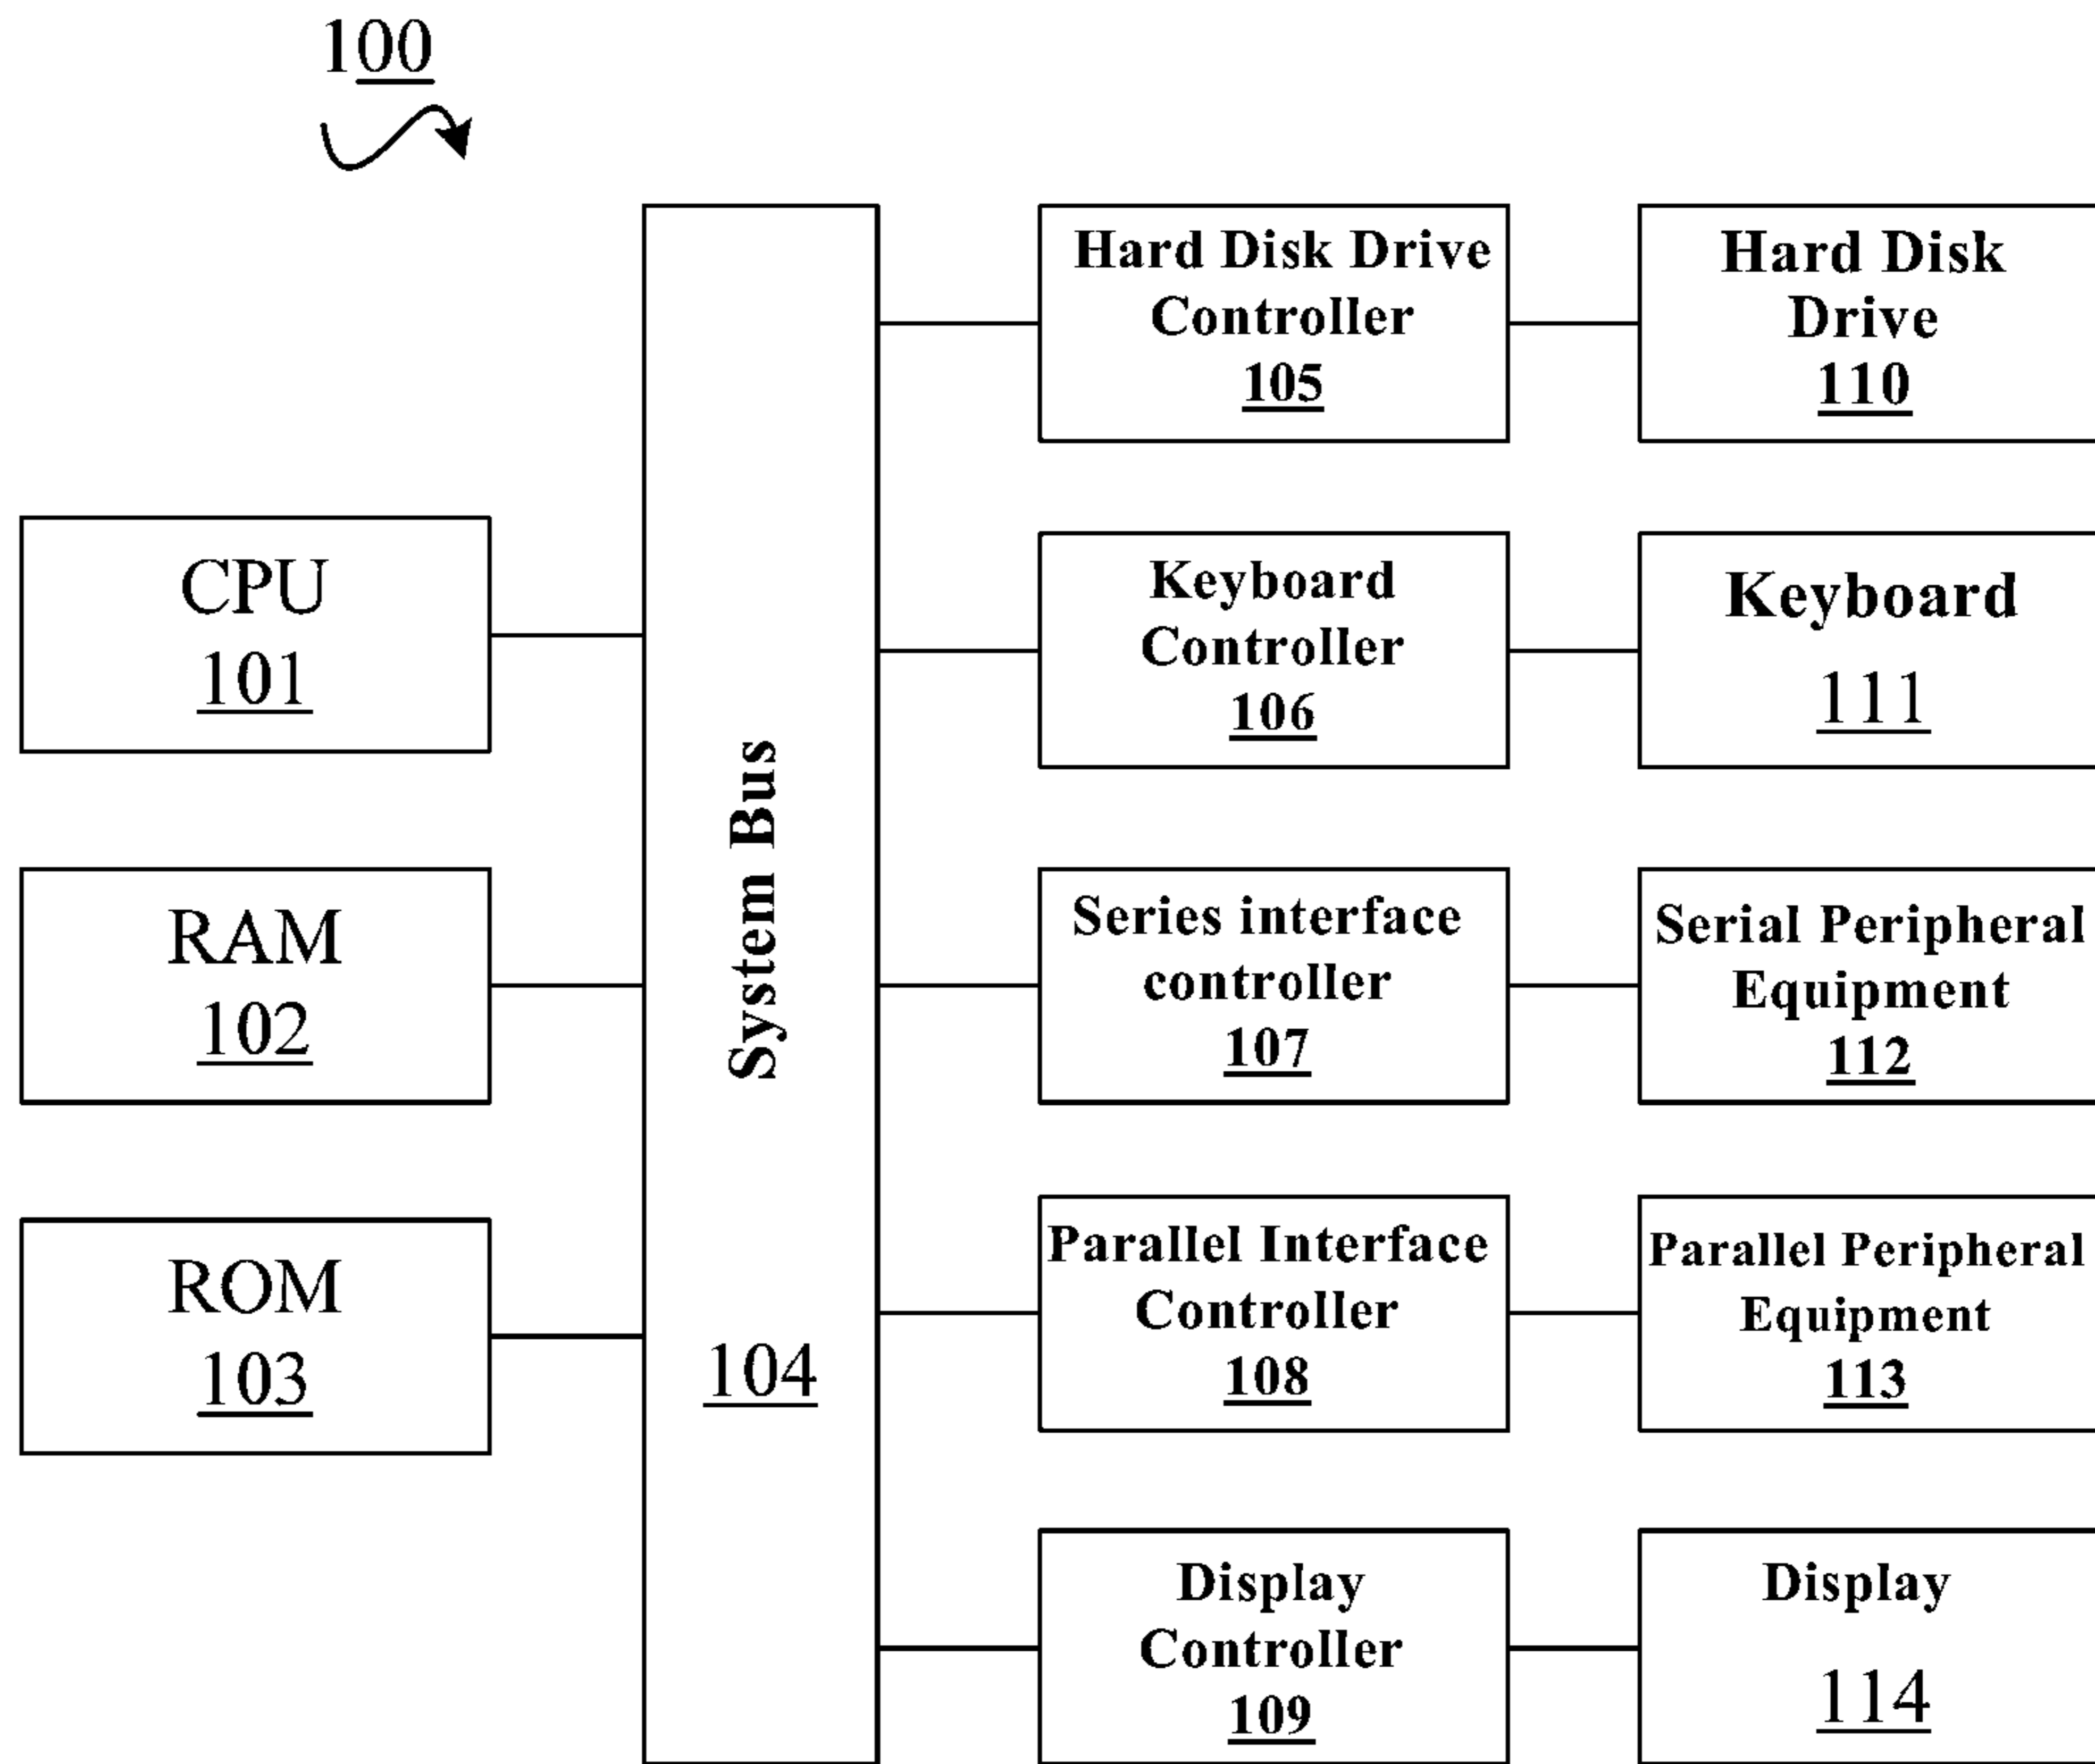 100
CPU
101
RAM
102
ROM
103
System Bus
104
Hard Disk Drive
Controller
105
Hard Disk
Drive
110
Keyboard
Controller
106
Keyboard
111
Series interface
controller
107
Serial Peripheral
Equipment
112
Parallel Interface
Controller
108
Parallel Peripheral
Equipment
113
Display
Controller
109
Display
114